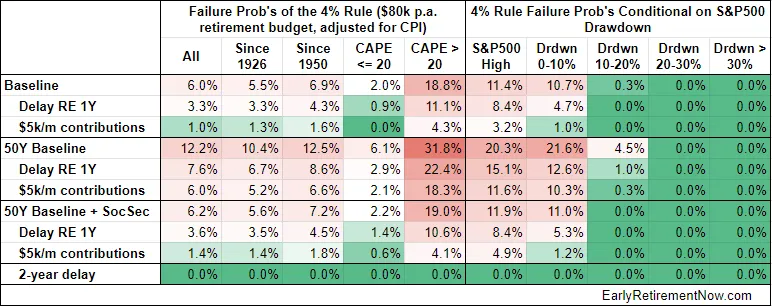 Failure Prob's of the 4% Rule ($80k p.a. retirement budget, adjusted for CPI) 4% Rule Failure Prob's Conditional on S&P500 Drawdown
All Since 1926 Since 1950 CAPE <= 20 CAPE > 20 S&P500 High Drdwn 0-10% Drdwn 10-20% Drdwn 20-30% Drdwn > 30%
Baseline 6.0% 5.5% 6.9% 2.0% 18.8% 11.4% 10.7% 0.3% 0.0% 0.0%
Delay RE 1Y 3.3% 3.3% 4.3% 0.9% 11.1% 8.4% 4.7% 0.0% 0.0% 0.0%
$5k/m contributions 1.0% 1.3% 1.6% 0.0% 4.3% 3.2% 1.0% 0.0% 0.0% 0.0%
50Y Baseline 12.2% 10.4% 12.5% 6.1% 31.8% 20.3% 21.6% 4.5% 0.0% 0.0%
Delay RE 1Y 7.6% 6.7% 8.6% 2.9% 22.4% 15.1% 12.6% 1.0% 0.0% 0.0%
$5k/m contributions 6.0% 5.2% 6.6% 2.1% 18.3% 11.6% 10.3% 0.3% 0.0% 0.0%
50Y Baseline + SocSec 6.2% 5.6% 7.2% 2.2% 19.0% 11.9% 11.0% 0.0% 0.0% 0.0%
Delay RE 1Y 3.6% 3.5% 4.5% 1.4% 10.6% 8.4% 5.3% 0.0% 0.0% 0.0%
$5k/m contributions 1.4% 1.4% 1.8% 0.6% 4.1% 4.9% 1.2% 0.0% 0.0% 0.0%
2-year delay 0.0% 0.0% 0.0% 0.0% 0.0% 0.0% 0.0% 0.0% 0.0% 0.0%
EarlyRetirementNow.com